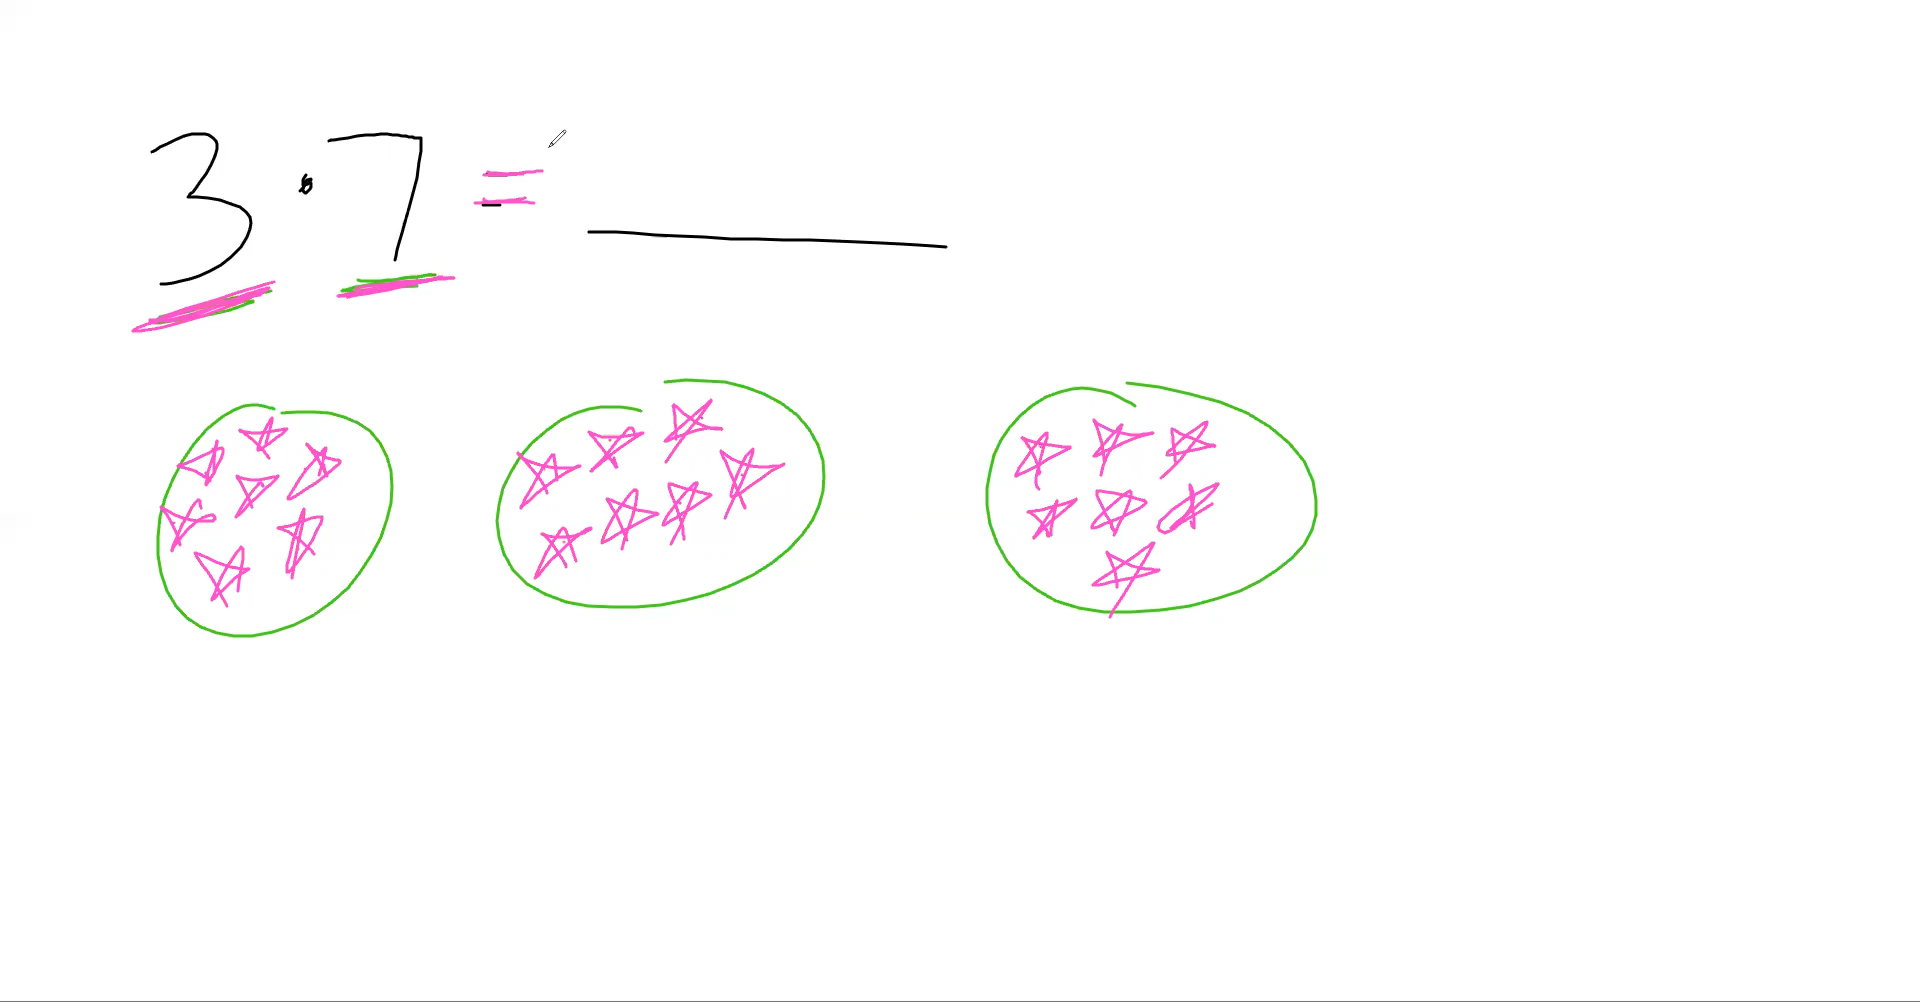 3 · 7 = ____